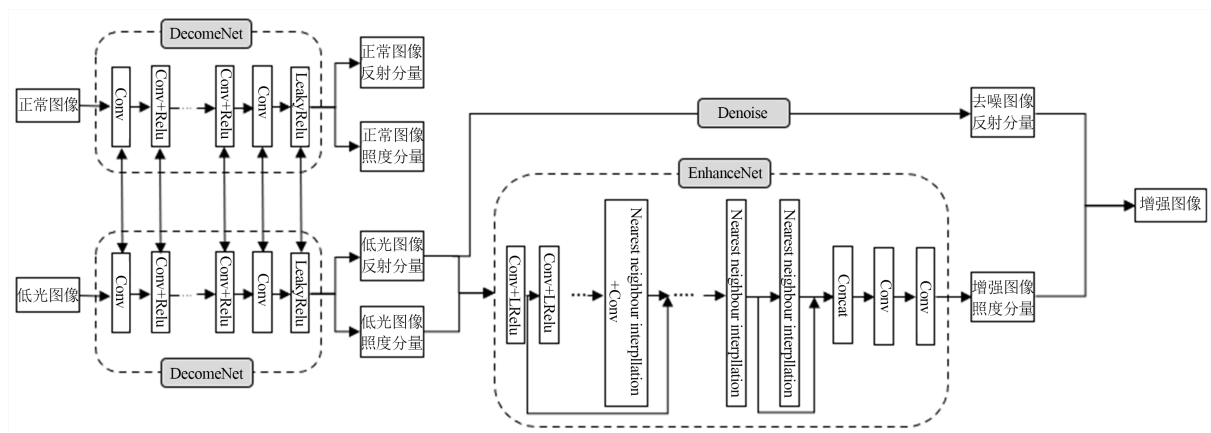 DecomeNet
正常图像
Conv
Conv+Relu
...
Conv+Relu
Conv
LeakyRelu
正常图像
反射分量
正常图像
照度分量
低光图像
Conv
Conv+Relu
...
Conv+Relu
Conv
LeakyRelu
DecomeNet
低光图像
反射分量
低光图像
照度分量
Denoise
去噪图像
反射分量
EnhanceNet
Conv+LRelu
Conv+LRelu
Nearest neighbour interpllation
+Conv
Nearest neighbour interpllation
Nearest neighbour interpllation
Concat
Conv
Conv
增强图像
照度分量
增强图像